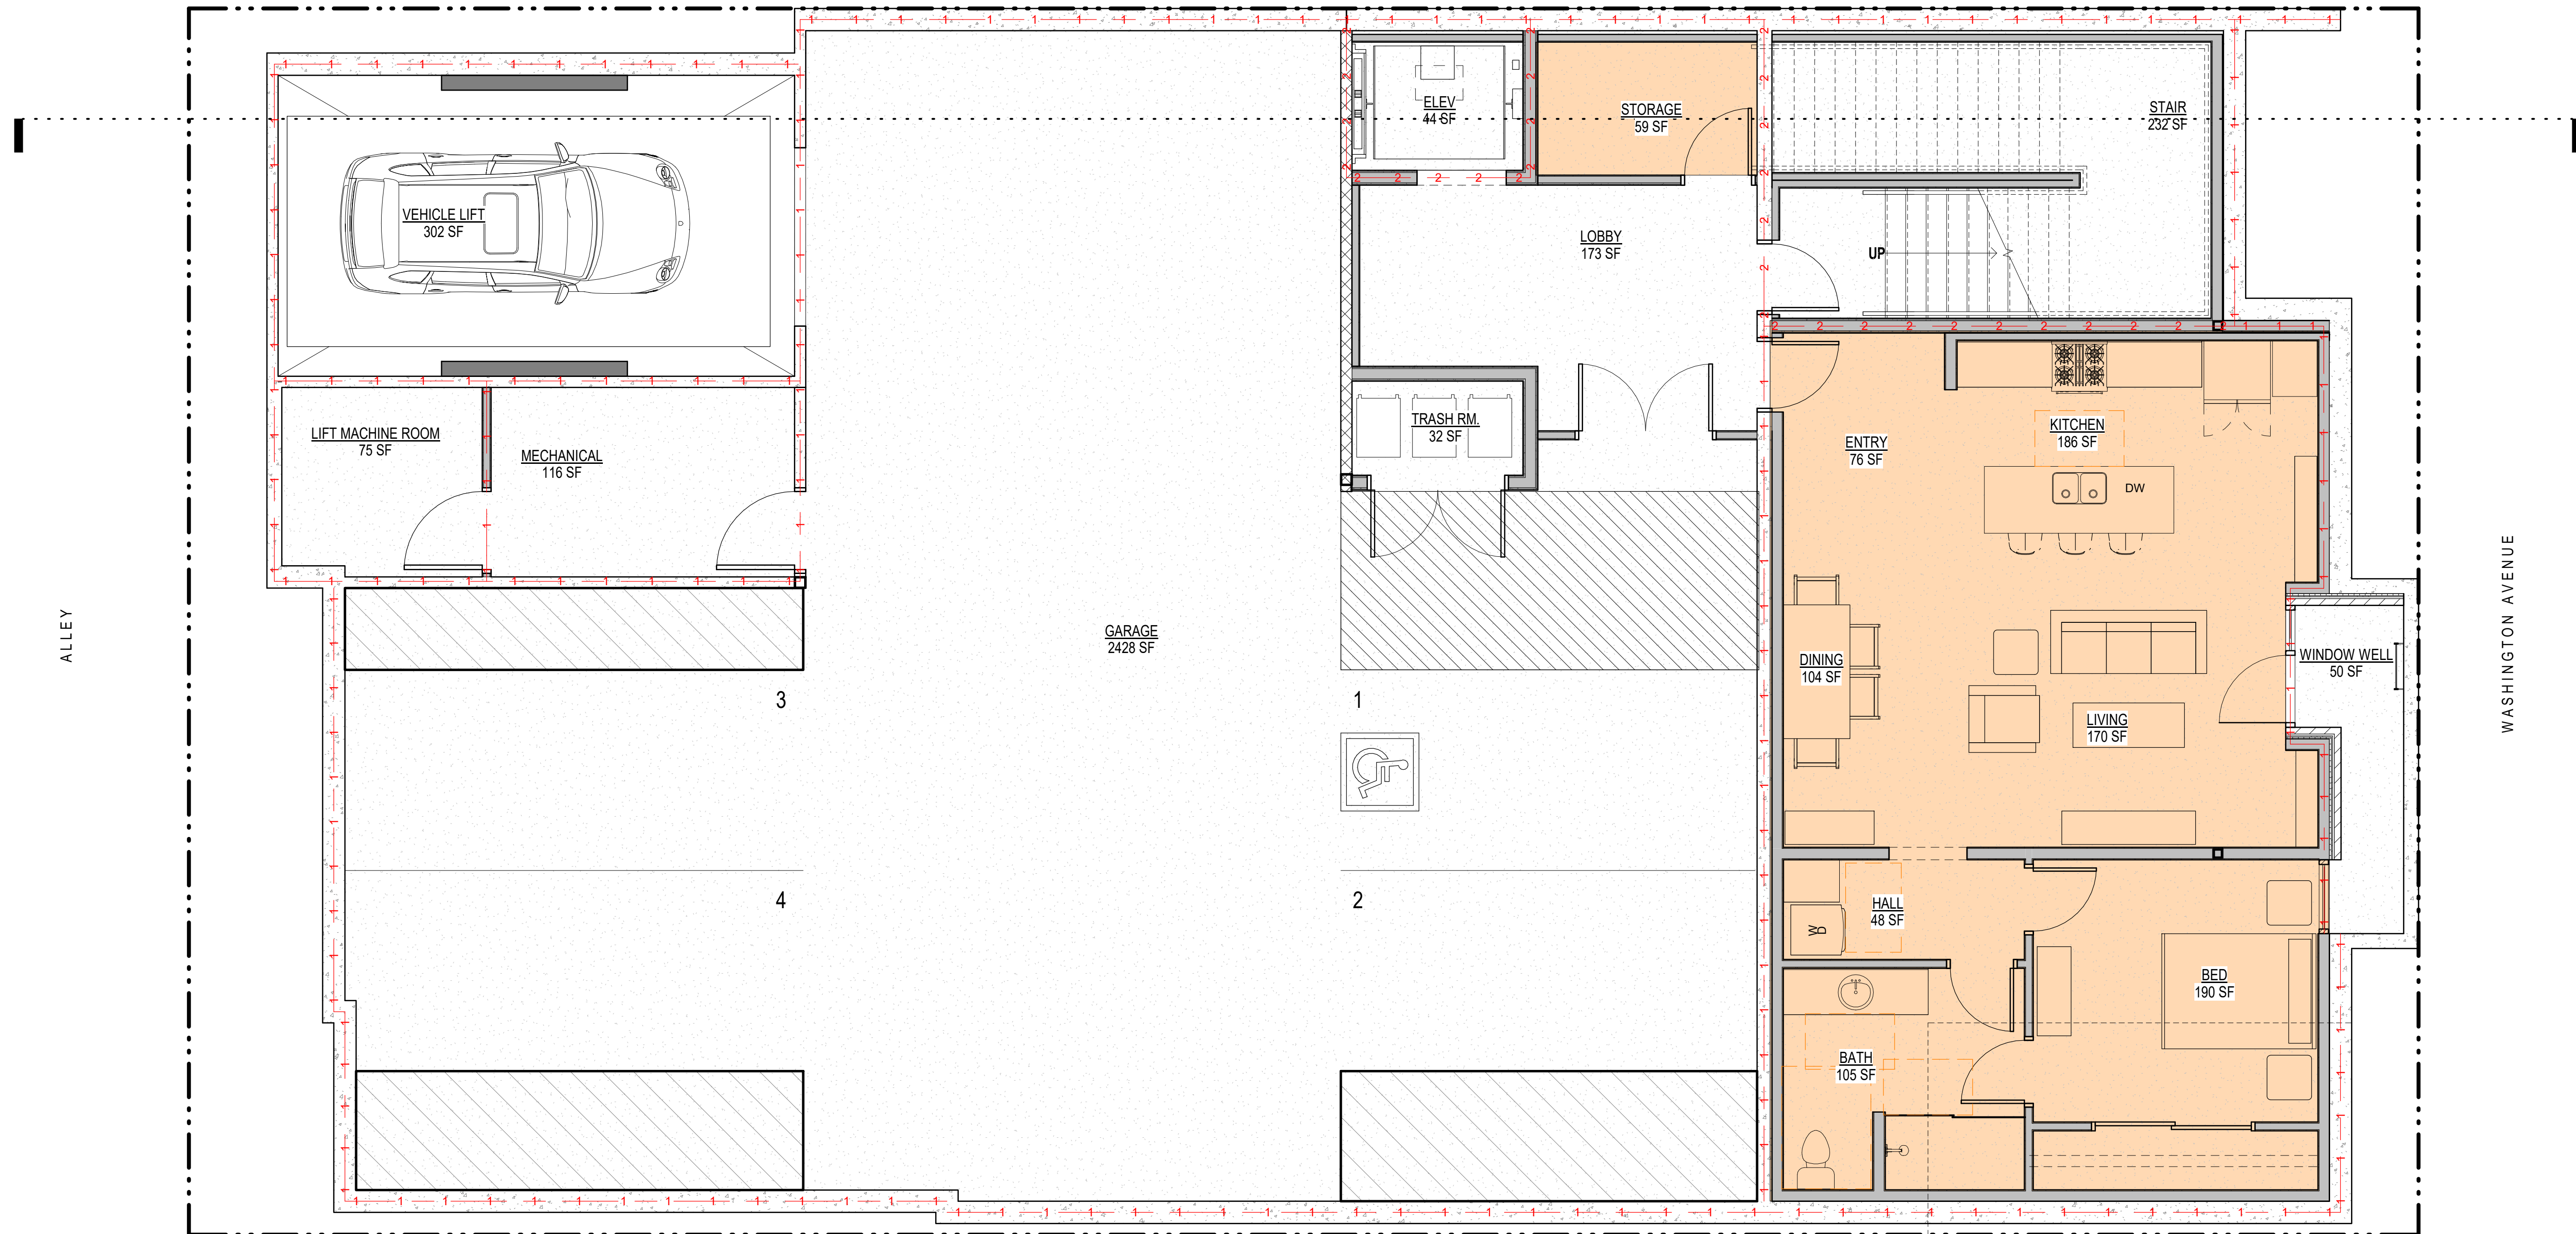 ELEV
44 SF
STORAGE
59 SF
STAIR
232 SF
VEHICLE LIFT
302 SF
LOBBY
173 SF
UP
LIFT MACHINE ROOM
75 SF
MECHANICAL
116 SF
TRASH RM.
32 SF
ENTRY
76 SF
KITCHEN
186 SF
DW
ALLEY
GARAGE
2428 SF
DINING
104 SF
WINDOW WELL
50 SF
WASHINGTON AVENUE
3
1
LIVING
170 SF
4
2
HALL
48 SF
W
D
BED
190 SF
BATH
105 SF